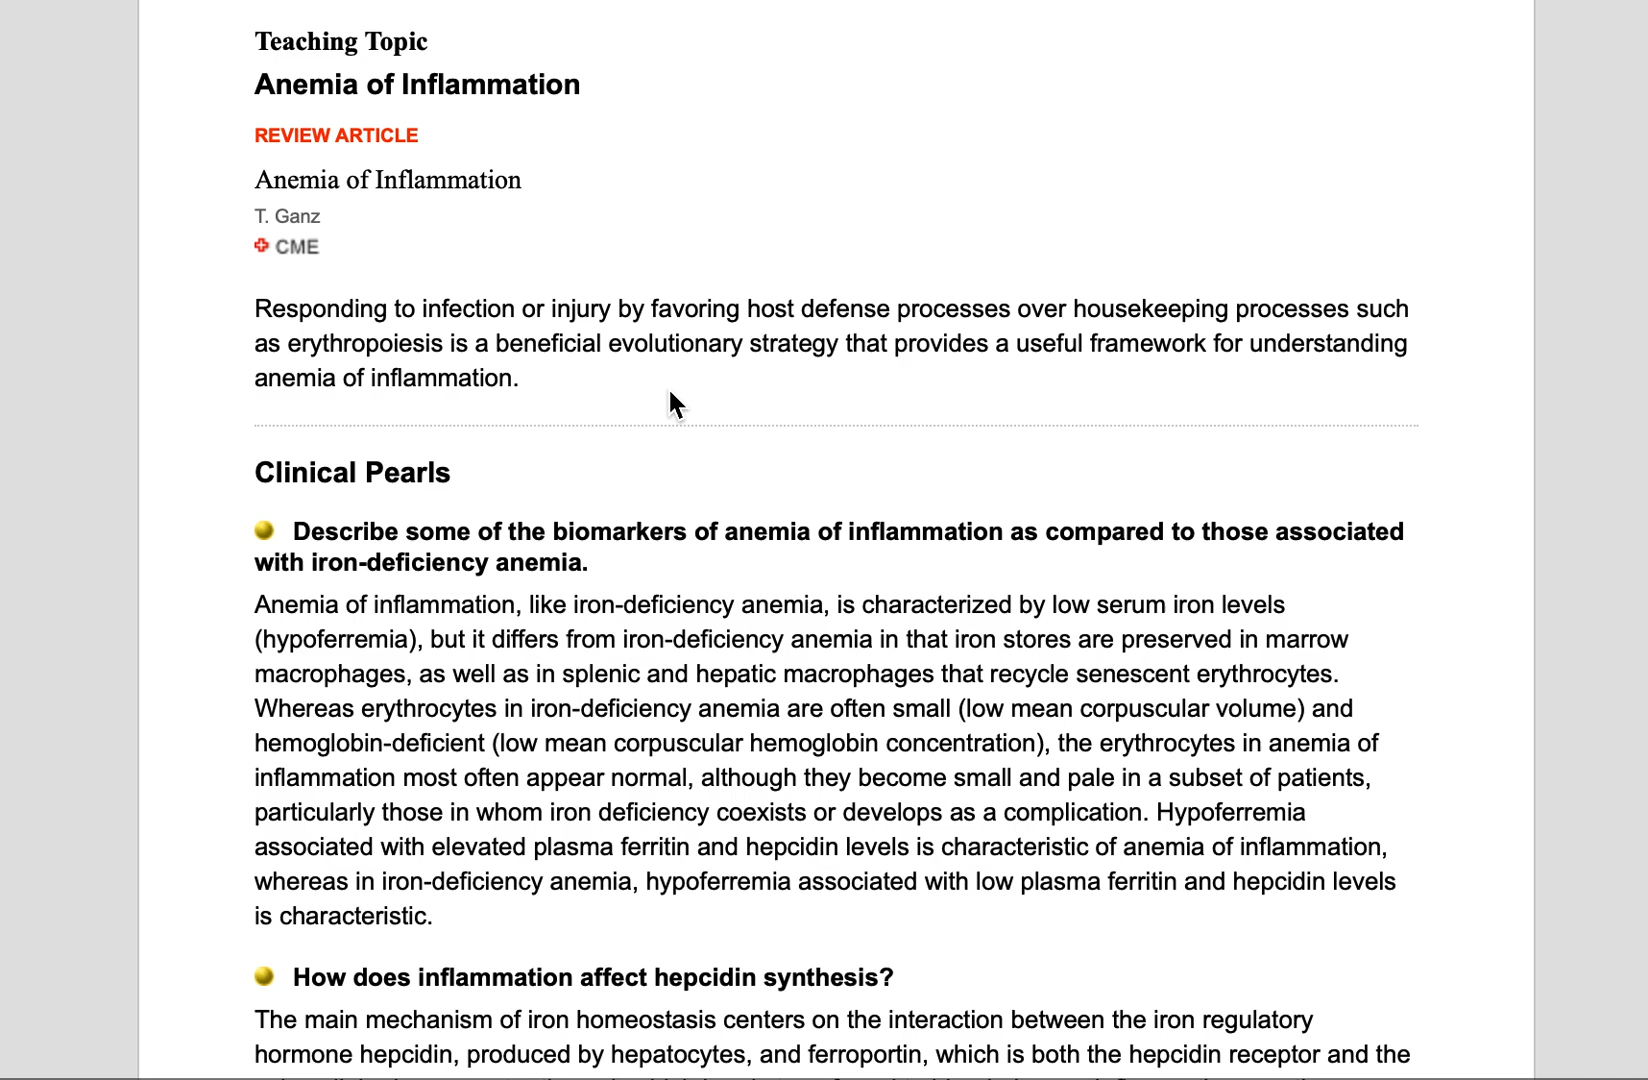 Teaching Topic
Anemia of Inflammation
REVIEW ARTICLE
Anemia of Inflammation
T. Ganz
CME
Responding to infection or injury by favoring host defense processes over housekeeping processes such
as erythropoiesis is a beneficial evolutionary strategy that provides a useful framework for understanding
anemia of inflammation.
Clinical Pearls
Describe some of the biomarkers of anemia of inflammation as compared to those associated
with iron-deficiency anemia.
Anemia of inflammation, like iron-deficiency anemia, is characterized by low serum iron levels
(hypoferremia), but it differs from iron-deficiency anemia in that iron stores are preserved in marrow
macrophages, as well as in splenic and hepatic macrophages that recycle senescent erythrocytes.
Whereas erythrocytes in iron-deficiency anemia are often small (low mean corpuscular volume) and
hemoglobin-deficient (low mean corpuscular hemoglobin concentration), the erythrocytes in anemia of
inflammation most often appear normal, although they become small and pale in a subset of patients,
particularly those in whom iron deficiency coexists or develops as a complication. Hypoferremia
associated with elevated plasma ferritin and hepcidin levels is characteristic of anemia of inflammation,
whereas in iron-deficiency anemia, hypoferremia associated with low plasma ferritin and hepcidin levels
is characteristic.
How does inflammation affect hepcidin synthesis?
The main mechanism of iron homeostasis centers on the interaction between the iron regulatory
hormone hepcidin, produced by hepatocytes, and ferroportin, which is both the hepcidin receptor and the